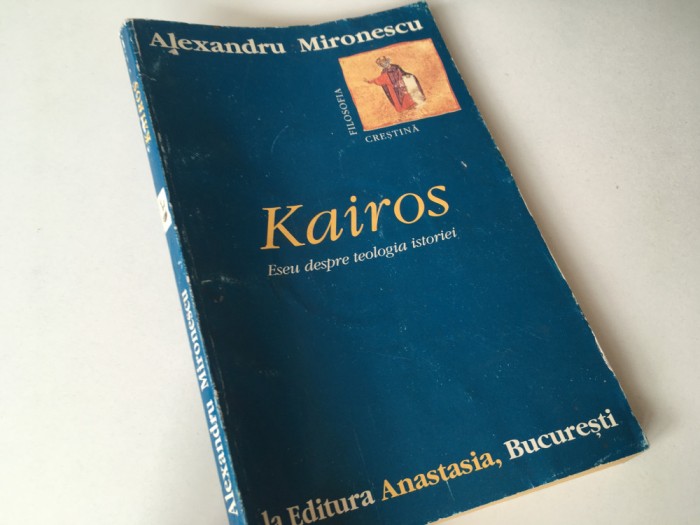 Alexandru Mironescu
FILOSOFIA
CREȘTINĂ
Kairos
Eseu despre teologia istoriei
la Editura Anastasia, București
Kairos
Alexandru Mironescu